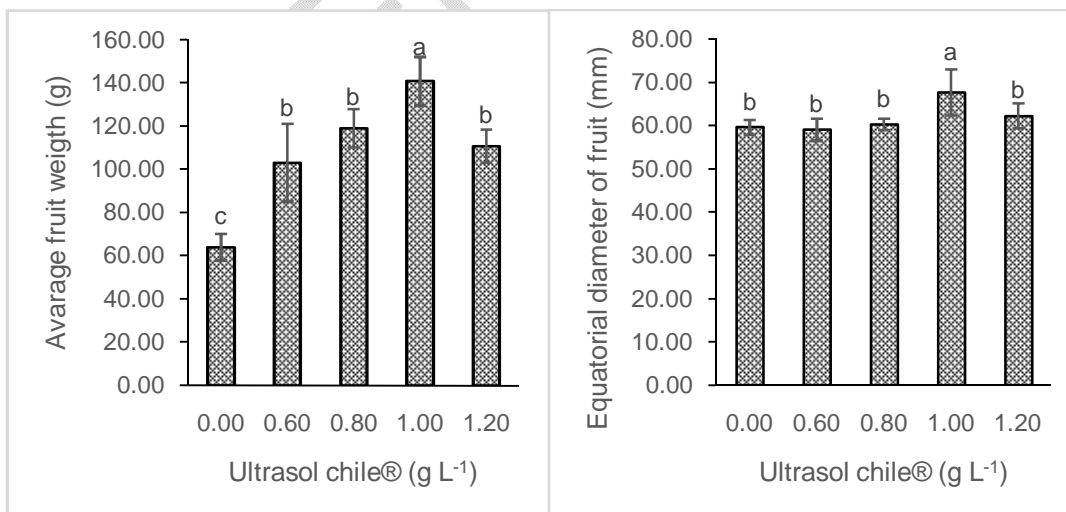 Avarage fruit weigth (g)
160.00
140.00
120.00
100.00
80.00
60.00
40.00
20.00
0.00
c
b
b
a
b
0.00 0.60 0.80 1.00 1.20
Ultrasol chile® (g L-1)
Equatorial diameter of fruit (mm)
80.00
70.00
60.00
50.00
40.00
30.00
20.00
10.00
0.00
b
b
b
a
b
0.00 0.60 0.80 1.00 1.20
Ultrasol chile® (g L-1)